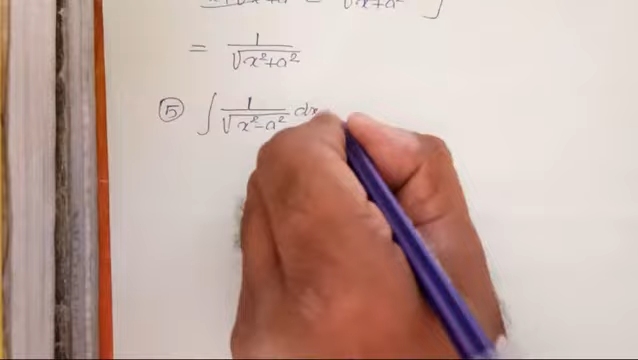 = 1/√(x²+a²)
⑤ ∫ 1/√(x²-a²) dx